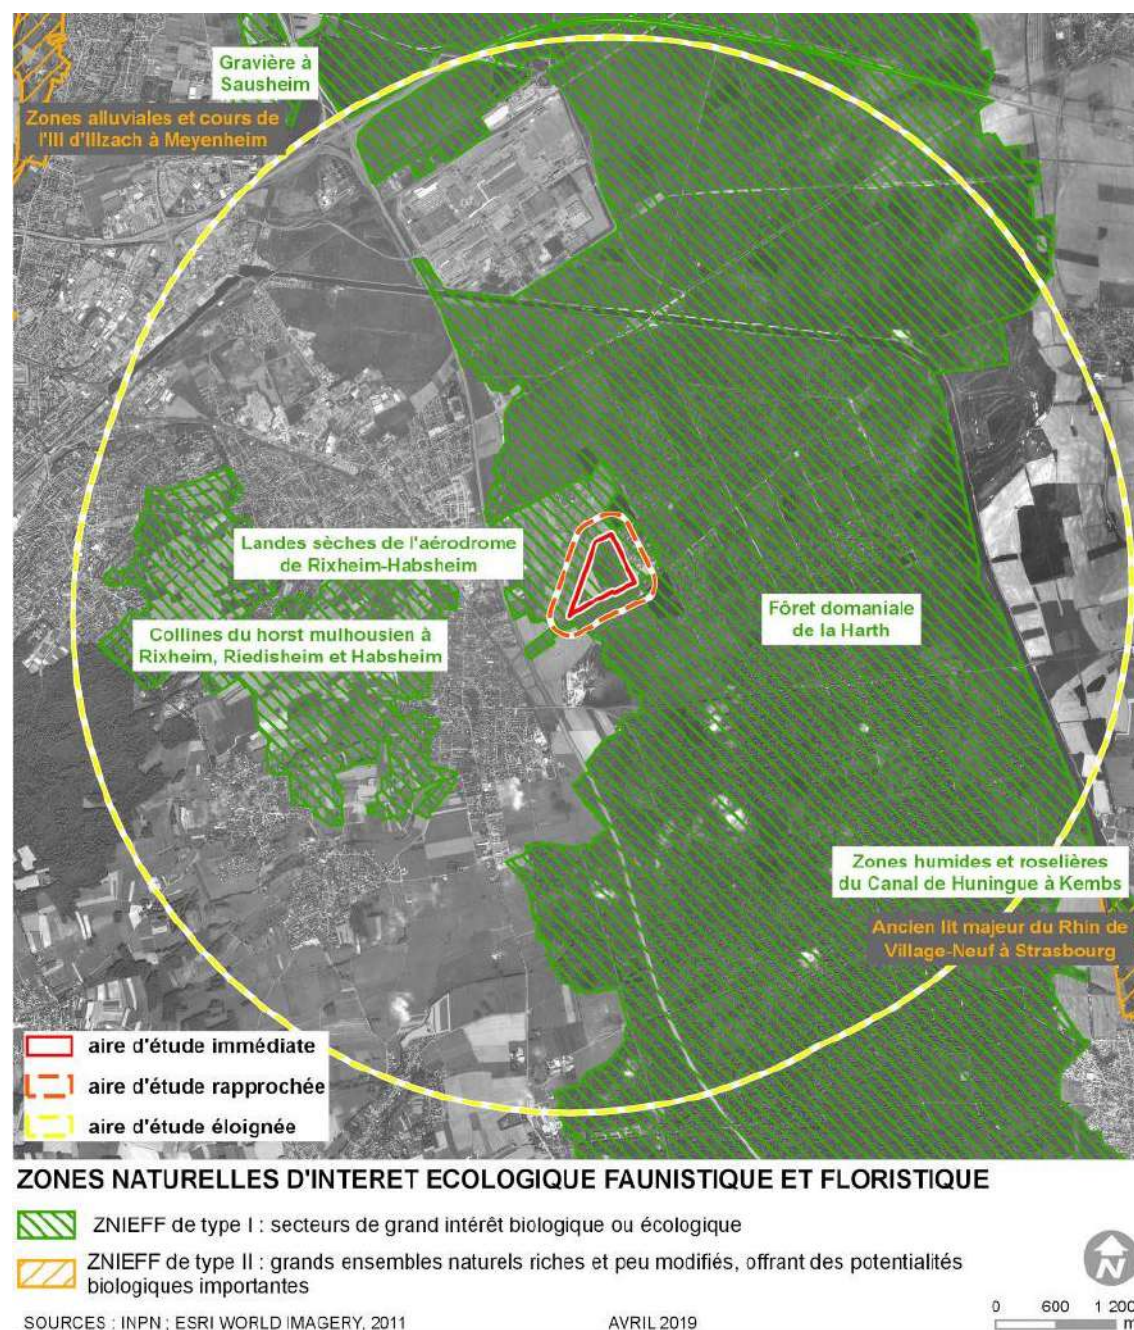 Gravière à
Sausheim
Zones alluviales et cours de
l'Ill d'Illzach à Meyenheim
Landes sèches de l'aérodrome
de Rixheim-Habsheim
Collines du horst mulhousien à
Rixheim, Riedisheim et Habsheim
Fôret domaniale
de la Harth
Zones humides et roselières
du Canal de Huningue à Kembs
Ancien lit majeur du Rhin de
Village-Neuf à Strasbourg
aire d'étude immédiate
aire d'étude rapprochée
aire d'étude éloignée
ZONES NATURELLES D'INTERET ECOLOGIQUE FAUNISTIQUE ET FLORISTIQUE
ZNIEFF de type I : secteurs de grand intérêt biologique ou écologique
ZNIEFF de type II : grands ensembles naturels riches et peu modifiés, offrant des potentialités
biologiques importantes
N
0 600 1 200
m
SOURCES : INPN ; ESRI WORLD IMAGERY, 2011 AVRIL 2019